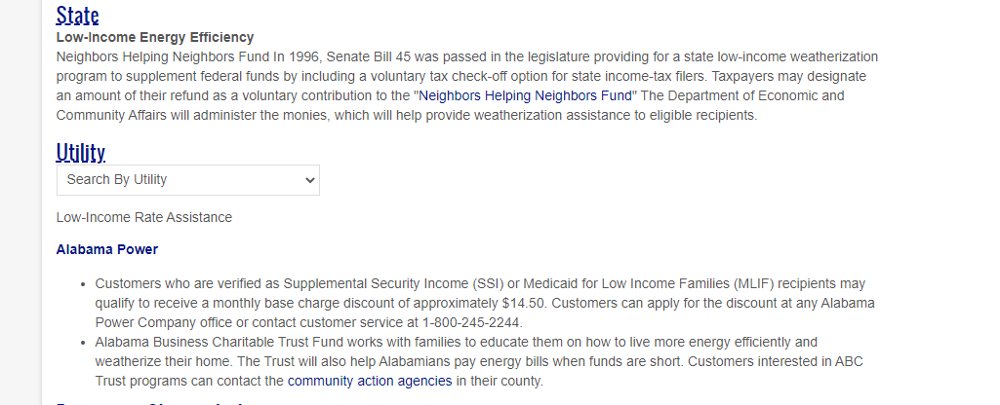 State
Low-Income Energy Efficiency
Neighbors Helping Neighbors Fund In 1996, Senate Bill 45 was passed in the legislature providing for a state low-income weatherization
program to supplement federal funds by including a voluntary tax check-off option for state income-tax filers. Taxpayers may designate
an amount of their refund as a voluntary contribution to the "Neighbors Helping Neighbors Fund" The Department of Economic and
Community Affairs will administer the monies, which will help provide weatherization assistance to eligible recipients.
Utility
Search By Utility
Low-Income Rate Assistance
Alabama Power
• Customers who are verified as Supplemental Security Income (SSI) or Medicaid for Low Income Families (MLIF) recipients may
qualify to receive a monthly base charge discount of approximately $14.50. Customers can apply for the discount at any Alabama
Power Company office or contact customer service at 1-800-245-2244.
• Alabama Business Charitable Trust Fund works with families to educate them on how to live more energy efficiently and
weatherize their home. The Trust will also help Alabamians pay energy bills when funds are short. Customers interested in ABC
Trust programs can contact the community action agencies in their county.